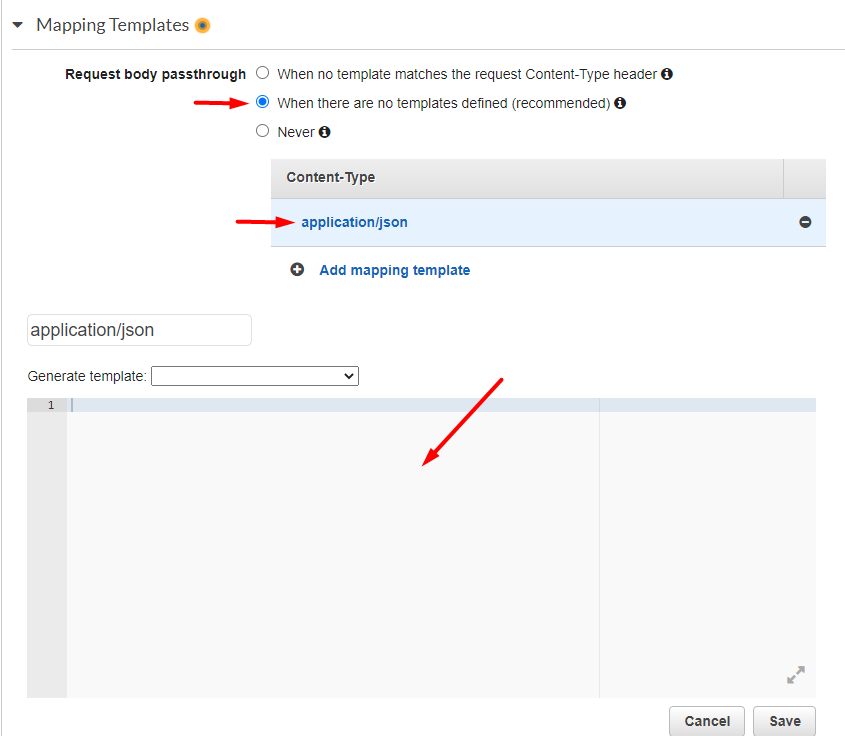 Mapping Templates
Request body passthrough
When no template matches the request Content-Type header
When there are no templates defined (recommended)
Never
Content-Type
application/json
Add mapping template
application/json
Generate template:
1
Cancel Save